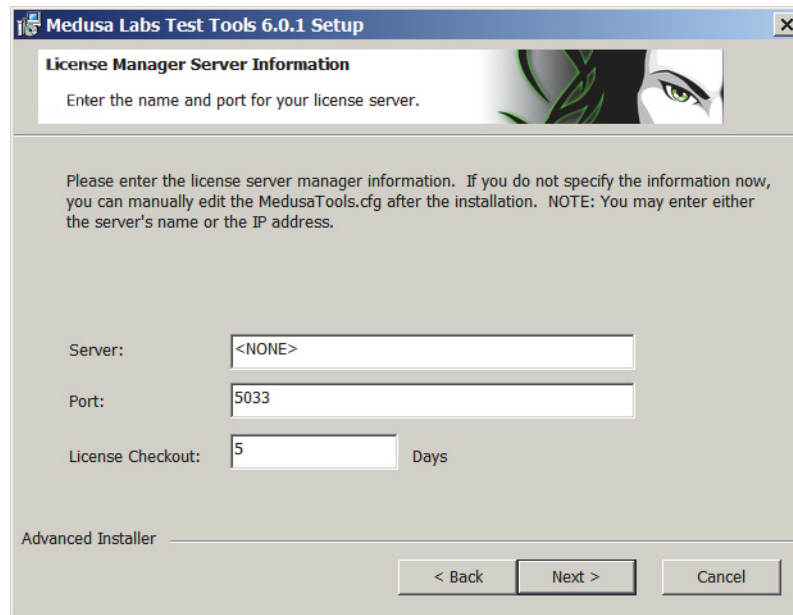 Medusa Labs Test Tools 6.0.1 Setup
License Manager Server Information
Enter the name and port for your license server.
Please enter the license server manager information.  If you do not specify the information now,
you can manually edit the MedusaTools.cfg after the installation.  NOTE: You may enter either
the server's name or the IP address.
Server: <NONE>
Port: 5033
License Checkout: 5 Days
Advanced Installer
< Back Next > Cancel